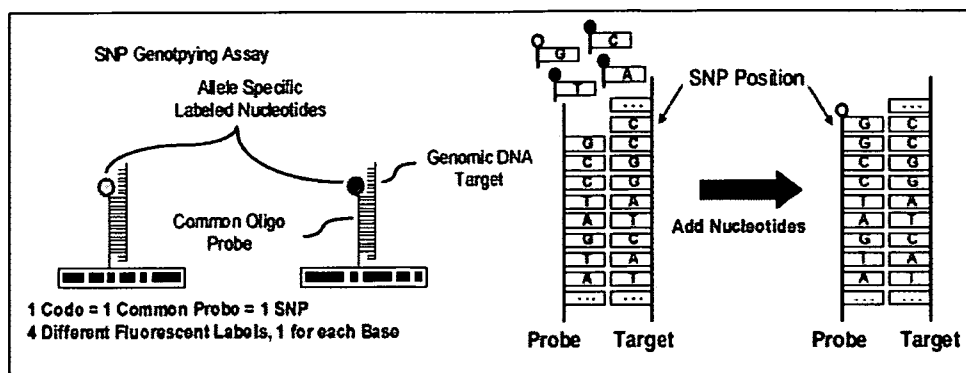 SNP Genotpying Assay
Allele Specific
Labeled Nucleotides
Genomic DNA
Target
Common Oligo
Probe
1 Code = 1 Common Probe = 1 SNP
4 Different Fluorescent Labels, 1 for each Base
G C
T A
SNP Position
...
C
G C
C G
C G
T A
A T
G C
T A
A T
... ...
Probe Target
Add Nucleotides
...
G C
G C
C G
C G
T A
A T
G C
T A
A T
... ...
Probe Target